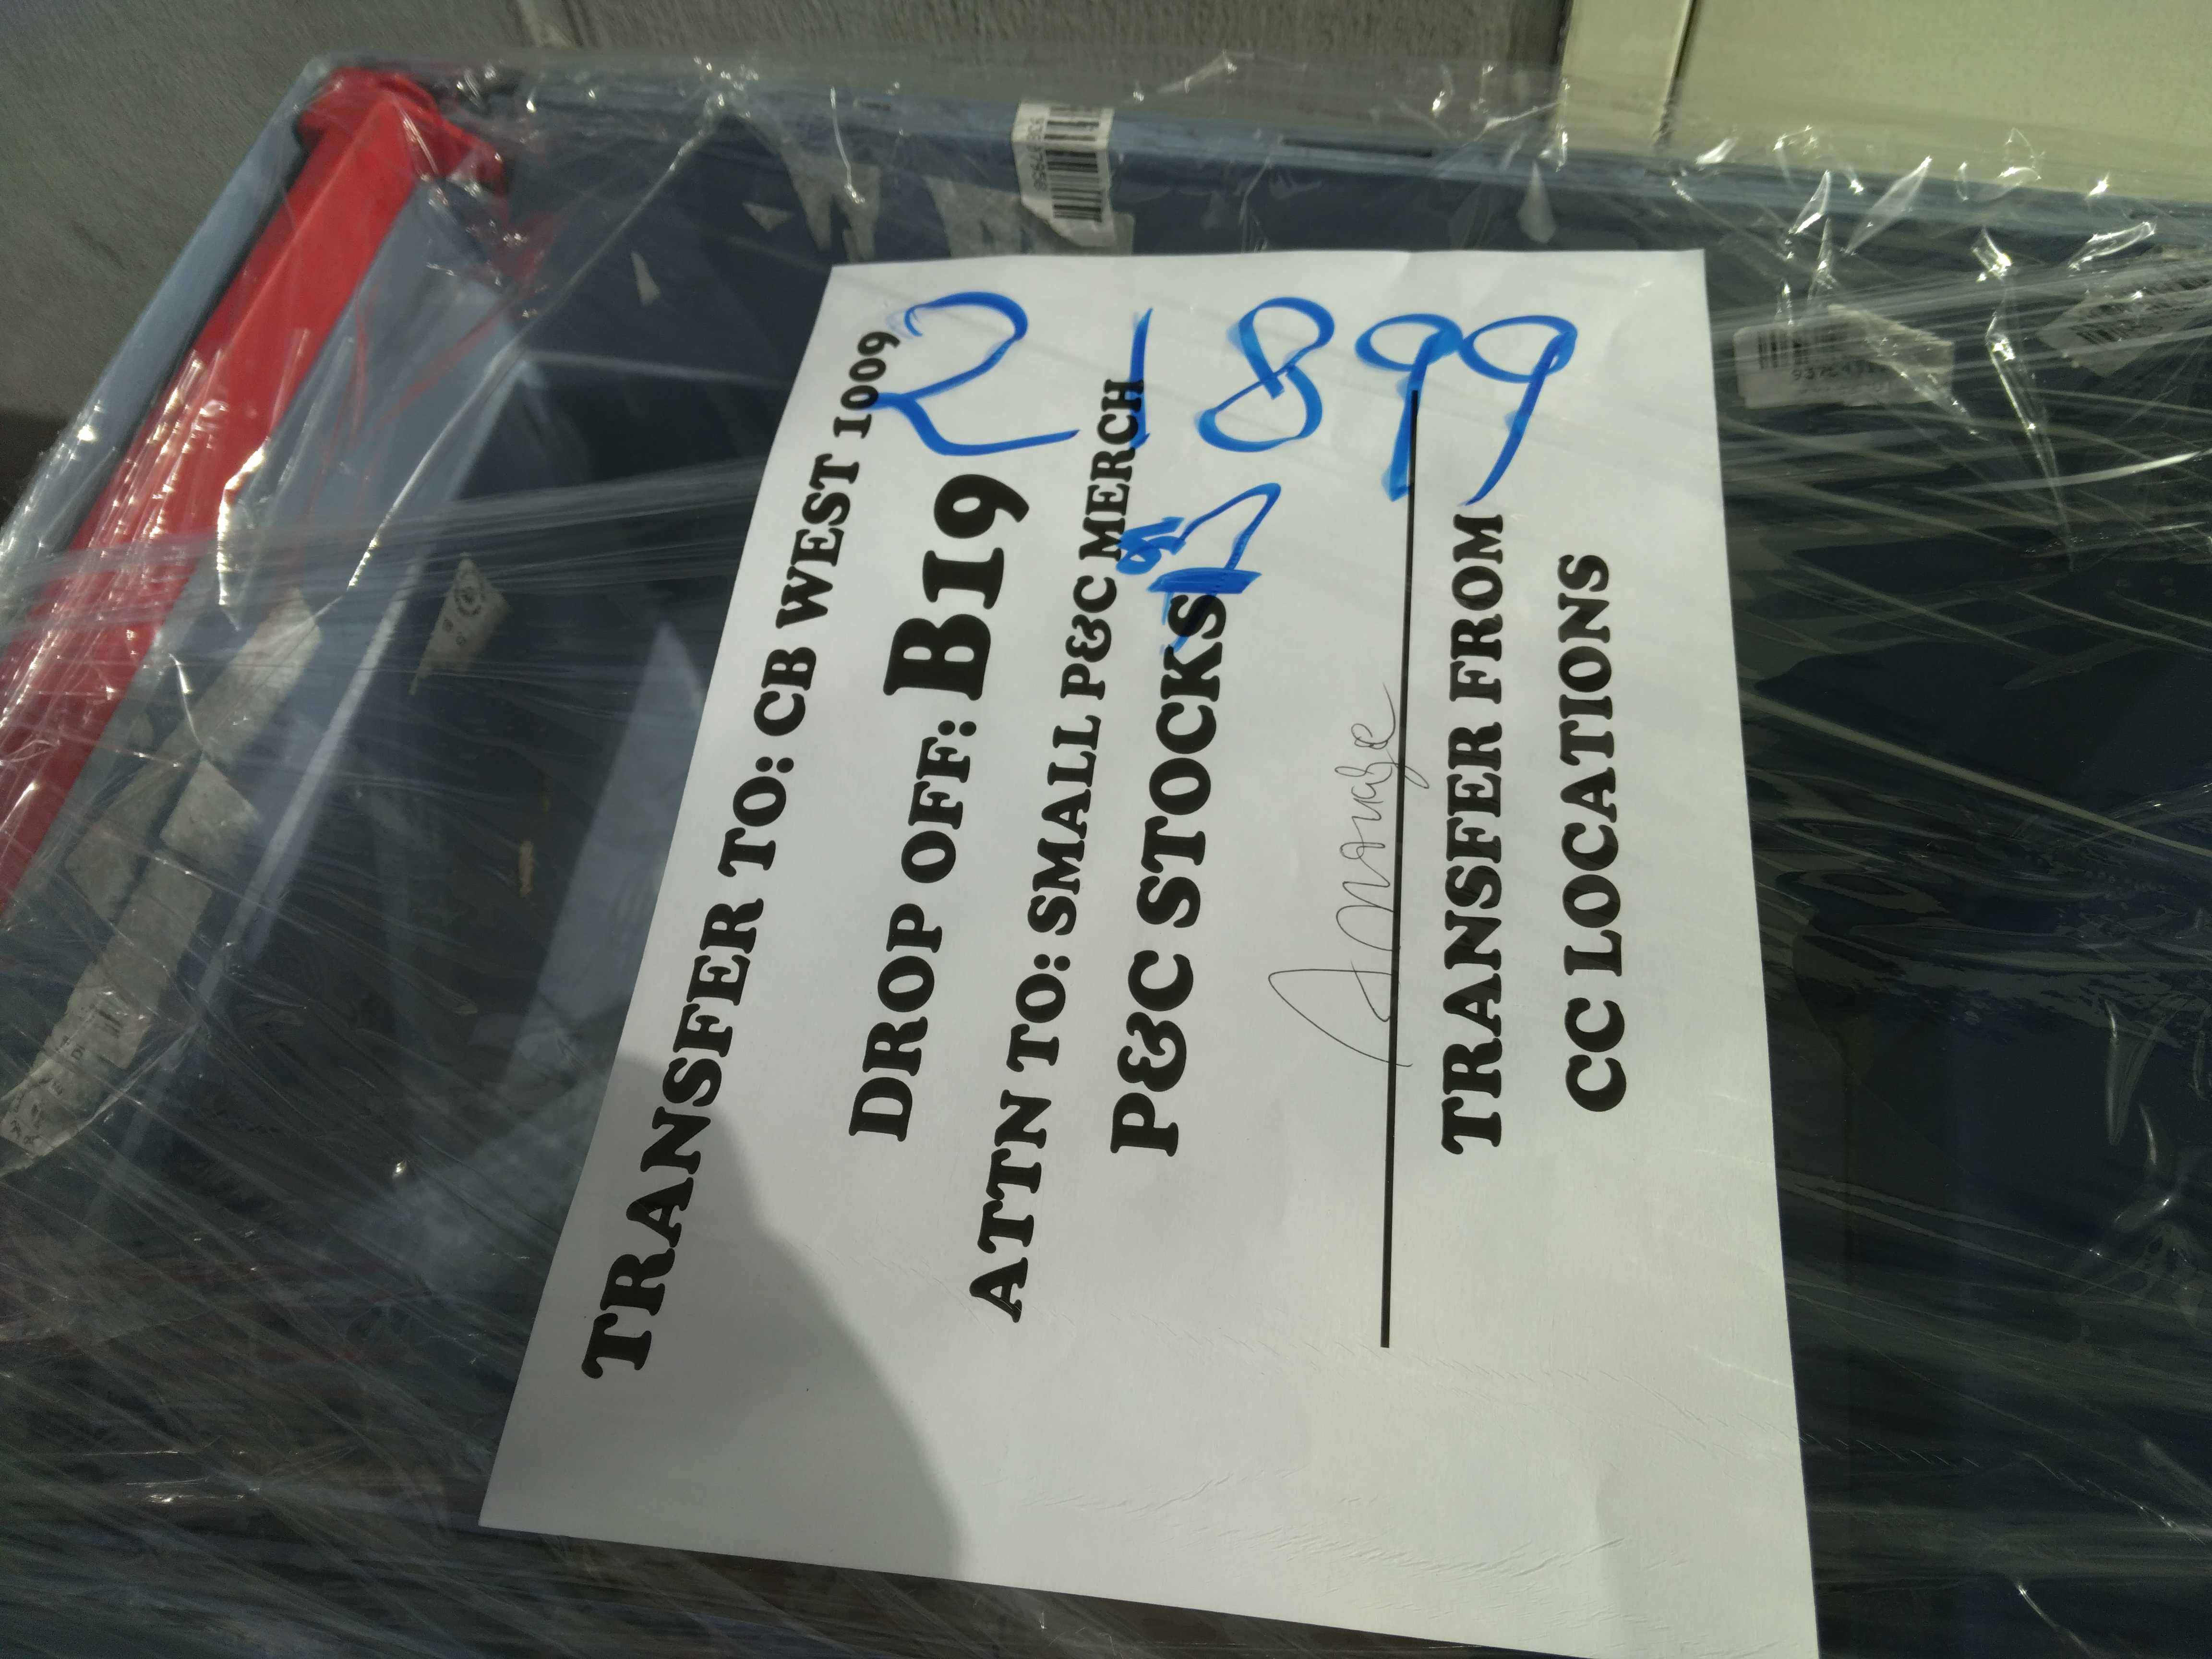 TRANSFER TO: CB WEST 1009
DROP OFF: B19
ATTN TO: SMALL P&C MERCH
P&C STOCKS
TRANSFER FROM
CC LOCATIONS
21899